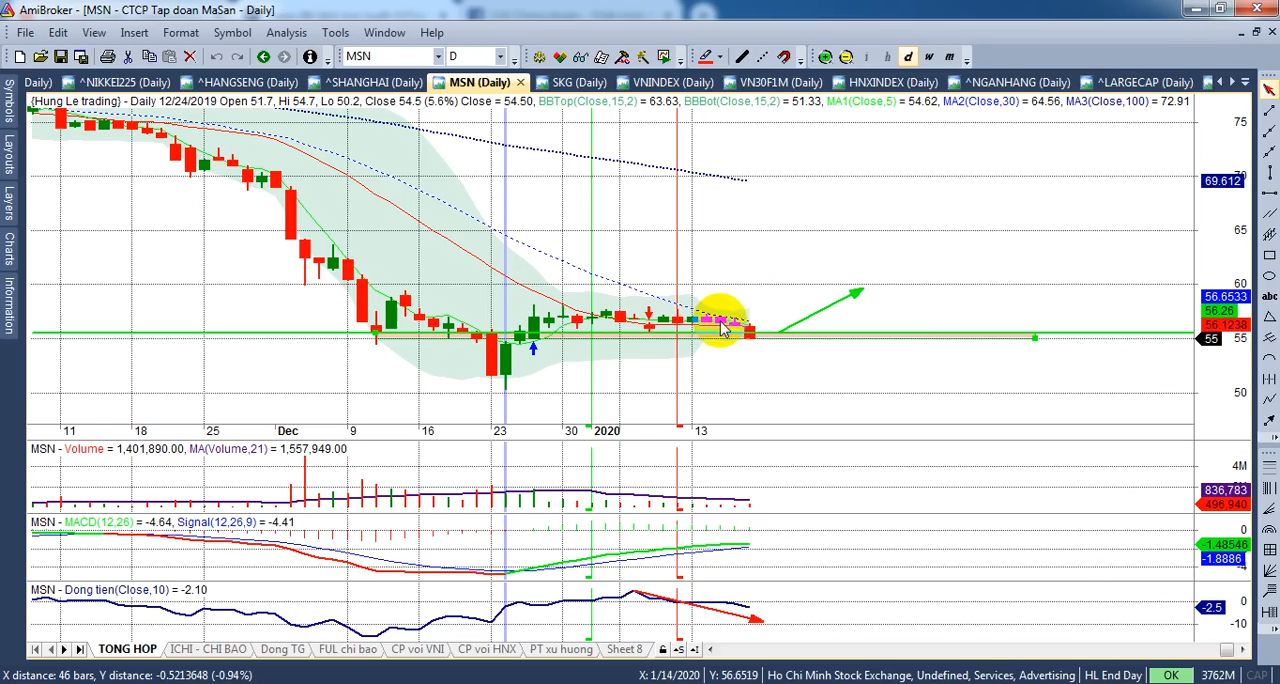 AmiBroker - [MSN - CTCP Tap doan MaSan - Daily]
File Edit View Insert Format Symbol Analysis Tools Window Help
MSN D i h d w m
Daily) ^NIKKEI225 (Daily) ^HANGSENG (Daily) ^SHANGHAI (Daily) MSN (Daily) SKG (Daily) VNINDEX (Daily) VN30F1M (Daily) HNXINDEX (Daily) ^NGANHANG (Daily) ^LARGECAP (Daily)
{Hung Le trading} - Daily 12/24/2019 Open 51.7, Hi 54.7, Lo 50.2, Close 54.5 (5.6%) Close = 54.50, BBTop(Close,15,2) = 63.63, BBBot(Close,15,2) = 51.33, MA1(Close,5) = 54.62, MA2(Close,30) = 64.56, MA3(Close,100) = 72.91
Symbols
Layouts
Layers
Charts
Information
75
70
69.612
65
60
56.6533
56.26
56.1238
55
55
50
11 18 25 Dec 9 16 23 30 2020 13
MSN - Volume = 1,401,890.00, MA(Volume,21) = 1,557,949.00
4M
836,783
496,940
MSN - MACD(12,26) = -4.64, Signal(12,26,9) = -4.41
0
-1.48546
-1.8886
-4
MSN - Dong tien(Close,10) = -2.10
0
-2.5
-10
TONG HOP ICHI - CHI BAO Dong TG FUL chi bao CP voi VNI CP voi HNX PT xu huong Sheet 8
X distance: 46 bars, Y distance: -0.5213648 (-0.94%) X: 1/14/2020 Y: 56.6519 Ho Chi Minh Stock Exchange, Undefined, Services, Advertising HL End Day OK 3762M CAP
abc